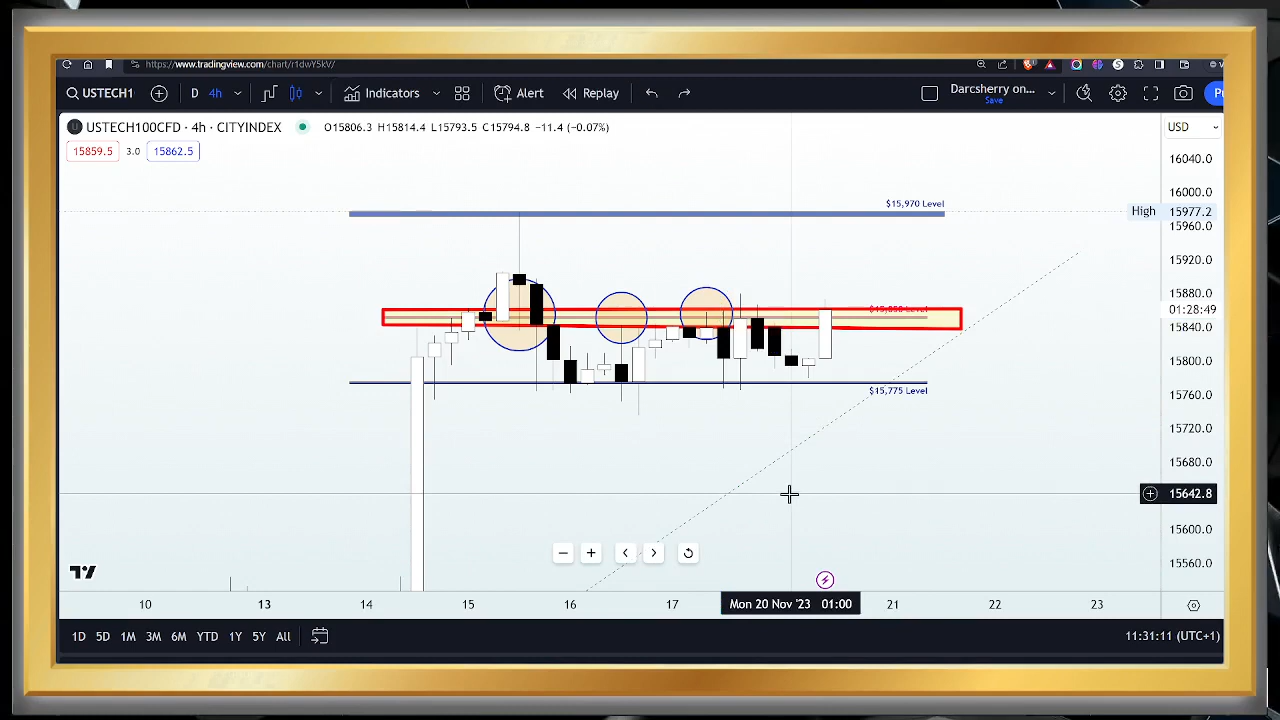 https://www.tradingview.com/chart/r1dwY5kV/
USTECH1 D 4h Indicators Alert Replay Darcsherry on... Save
USTECH100CFD · 4h · CITYINDEX O15806.3 H15814.4 L15793.5 C15794.8 −11.4 (−0.07%)
USD
15859.5 3.0 15862.5
16040.0
16000.0
$15,970 Level
High 15977.2
15960.0
15920.0
15880.0
$15,850 Level
01:28:49
15840.0
15800.0
$15,775 Level
15760.0
15720.0
15680.0
15642.8
15600.0
15560.0
10 13 14 15 16 17 Mon 20 Nov '23 01:00 21 22 23
1D 5D 1M 3M 6M YTD 1Y 5Y All 11:31:11 (UTC+1)